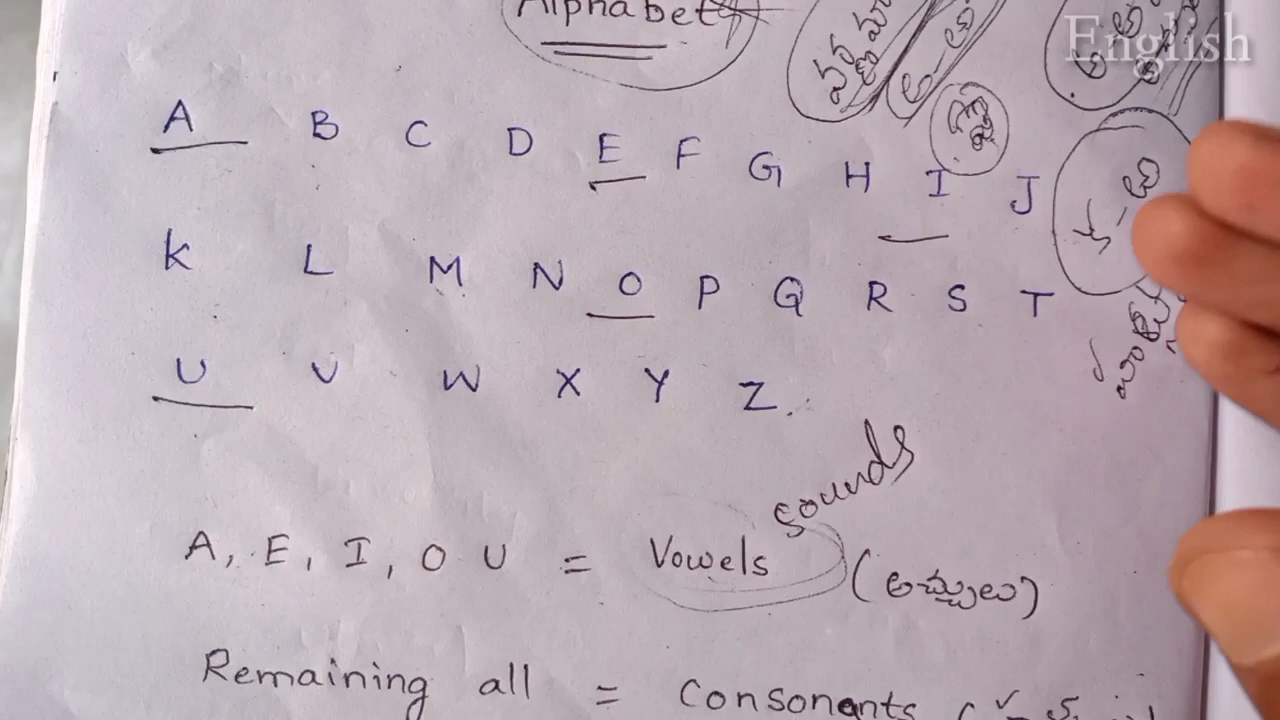 Alphabet
English
A B C D E F G H I J
K L M N O P Q R S T
U V W X Y Z.
sounds
A, E, I, O U = Vowels (అచ్చులు)
Remaining all = Consonants